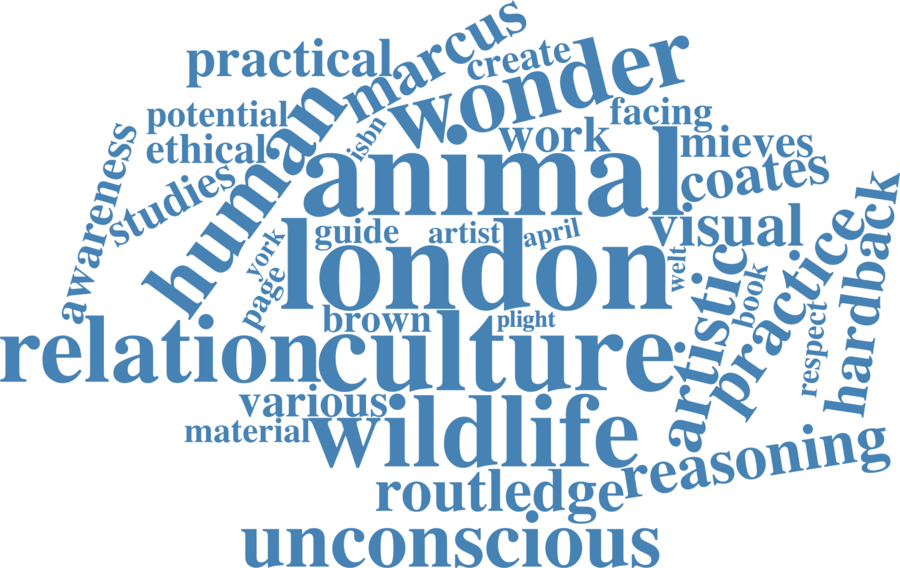 practical
marcus
create
wonder
potential
human
isbn
work
facing
ethical
animal
mieves
awareness
studies
coates
york
guide
artist
april
visual
page
london
welt
artistic
book
practice
hardback
brown
plight
respect
relation
culture
various
material
wildlife
reasoning
routledge
unconscious